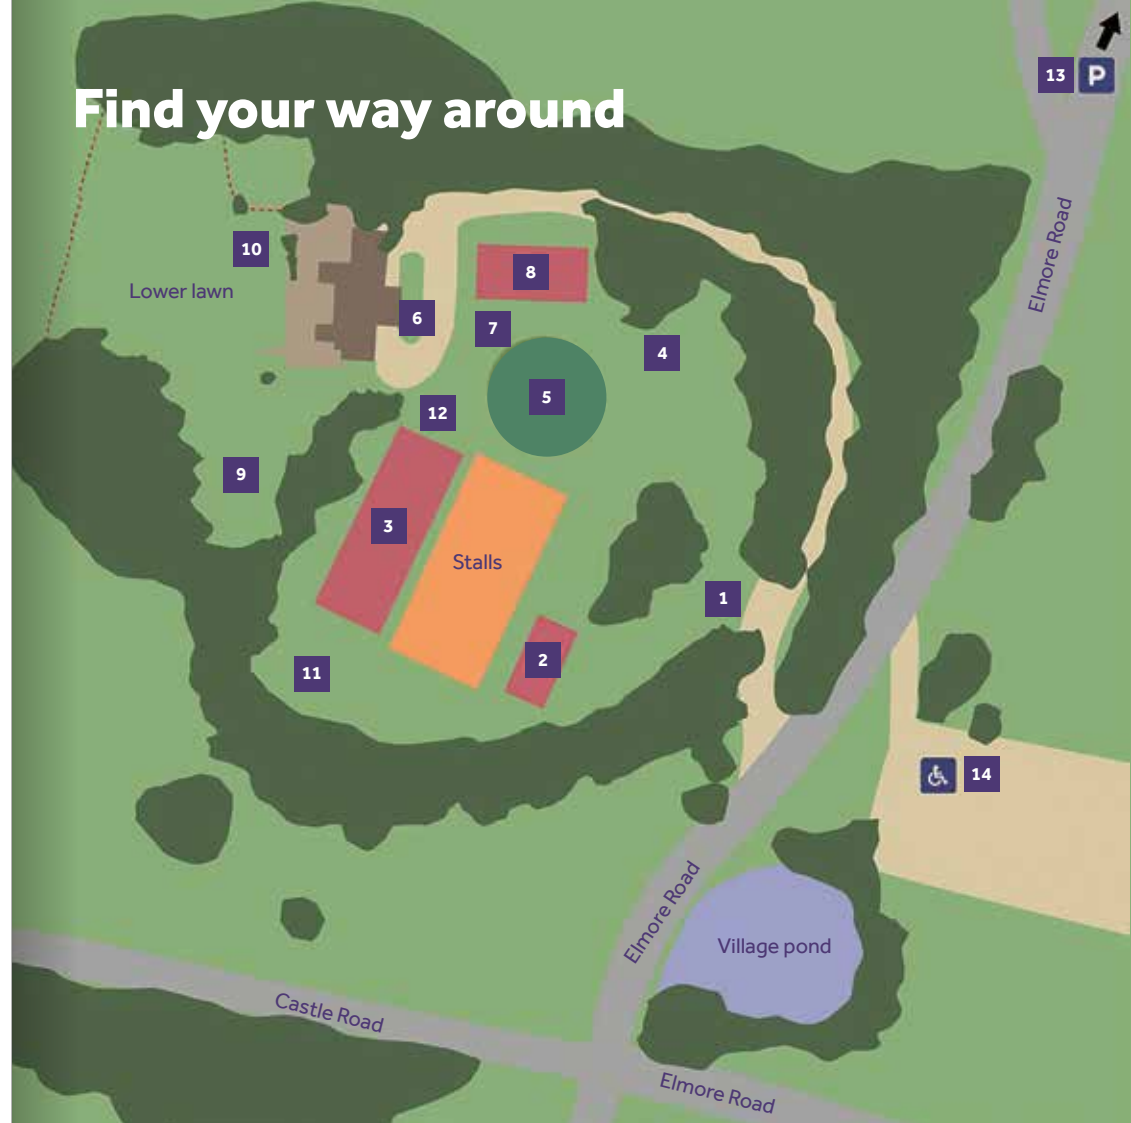 Find your way around
13 P
Elmore Road
10
Lower lawn
8
6
7
4
5
12
9
3
Stalls
1
2
11
14
Elmore Road
Village pond
Castle Road
Elmore Road